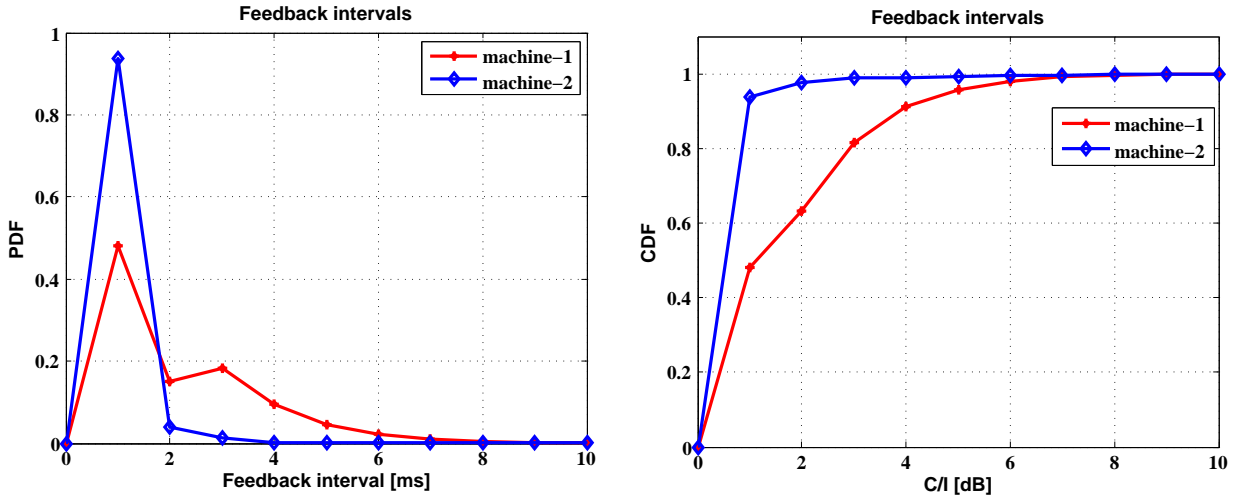 Feedback intervals
1
0.8
0.6
0.4
0.2
0
PDF
0 2 4 6 8 10
Feedback interval [ms]
machine−1
machine−2
Feedback intervals
1
0.8
0.6
0.4
0.2
0
CDF
0 2 4 6 8 10
C/I [dB]
machine−1
machine−2